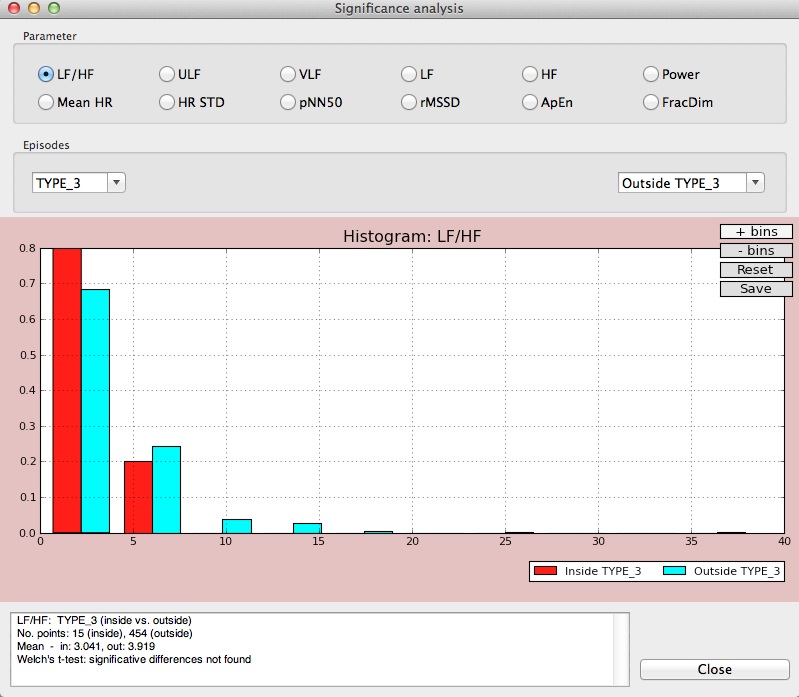 Significance analysis
Parameter
LF/HF ULF VLF LF HF Power
Mean HR HR STD pNN50 rMSSD ApEn FracDim
Episodes
TYPE_3 Outside TYPE_3
Histogram: LF/HF
+ bins
- bins
Reset
Save
0.8
0.7
0.6
0.5
0.4
0.3
0.2
0.1
0.0
0 5 10 15 20 25 30 35 40
Inside TYPE_3 Outside TYPE_3
LF/HF: TYPE_3 (inside vs. outside)
No. points: 15 (inside), 454 (outside)
Mean - in: 3.041, out: 3.919
Welch's t-test: significative differences not found
Close